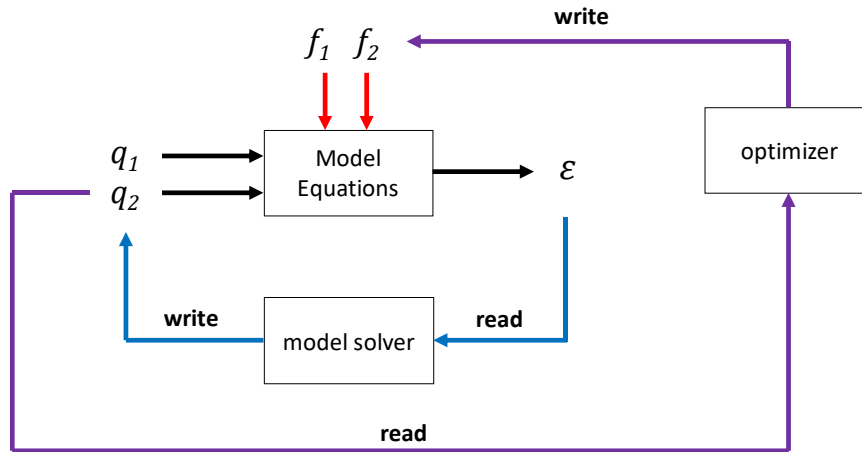 write
f1 f2
optimizer
q1
q2
Model
Equations
ε
write
model solver
read
read